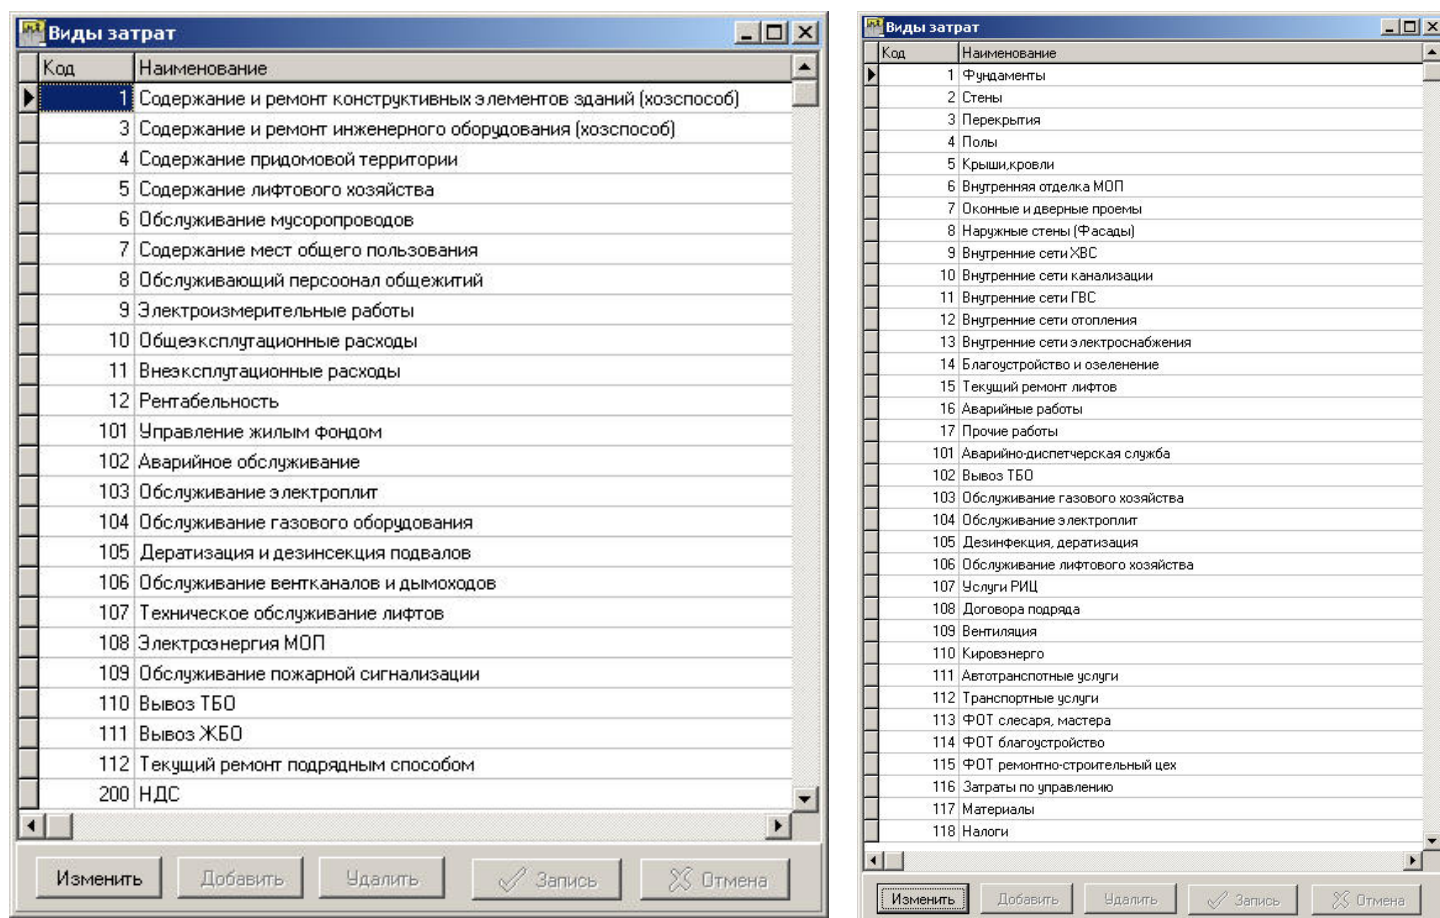 Виды затрат
Код Наименование
1 Содержание и ремонт конструктивных элементов зданий (хозспособ)
3 Содержание и ремонт инженерного оборудования (хозспособ)
4 Содержание придомовой территории
5 Содержание лифтового хозяйства
6 Обслуживание мусоропроводов
7 Содержание мест общего пользования
8 Обслуживающий персоонал общежитий
9 Электроизмерительные работы
10 Общеэксплутационные расходы
11 Внеэксплутационные расходы
12 Рентабельность
101 Управление жилым фондом
102 Аварийное обслуживание
103 Обслуживание электроплит
104 Обслуживание газового оборудования
105 Дератизация и дезинсекция подвалов
106 Обслуживание вентканалов и дымоходов
107 Техническое обслуживание лифтов
108 Электроэнергия МОП
109 Обслуживание пожарной сигнализации
110 Вывоз ТБО
111 Вывоз ЖБО
112 Текущий ремонт подрядным способом
200 НДС
Изменить Добавить Удалить Запись Отмена
Виды затрат
Код Наименование
1 Фундаменты
2 Стены
3 Перекрытия
4 Полы
5 Крыши,кровли
6 Внутренняя отделка МОП
7 Оконные и дверные проемы
8 Наружные стены (Фасады)
9 Внутренние сети ХВС
10 Внутренние сети канализации
11 Внутренние сети ГВС
12 Внутренние сети отопления
13 Внутренние сети электроснабжения
14 Благоустройство и озеленение
15 Текущий ремонт лифтов
16 Аварийные работы
17 Прочие работы
101 Аварийно-диспетчерская служба
102 Вывоз ТБО
103 Обслуживание газового хозяйства
104 Обслуживание электроплит
105 Дезинфекция, дератизация
106 Обслуживание лифтового хозяйства
107 Услуги РИЦ
108 Договора подряда
109 Вентиляция
110 Кировэнерго
111 Автотранспотные услуги
112 Транспортные услуги
113 ФОТ слесаря, мастера
114 ФОТ благоустройство
115 ФОТ ремонтно-строительный цех
116 Затраты по управлению
117 Материалы
118 Налоги
Изменить Добавить Удалить Запись Отмена